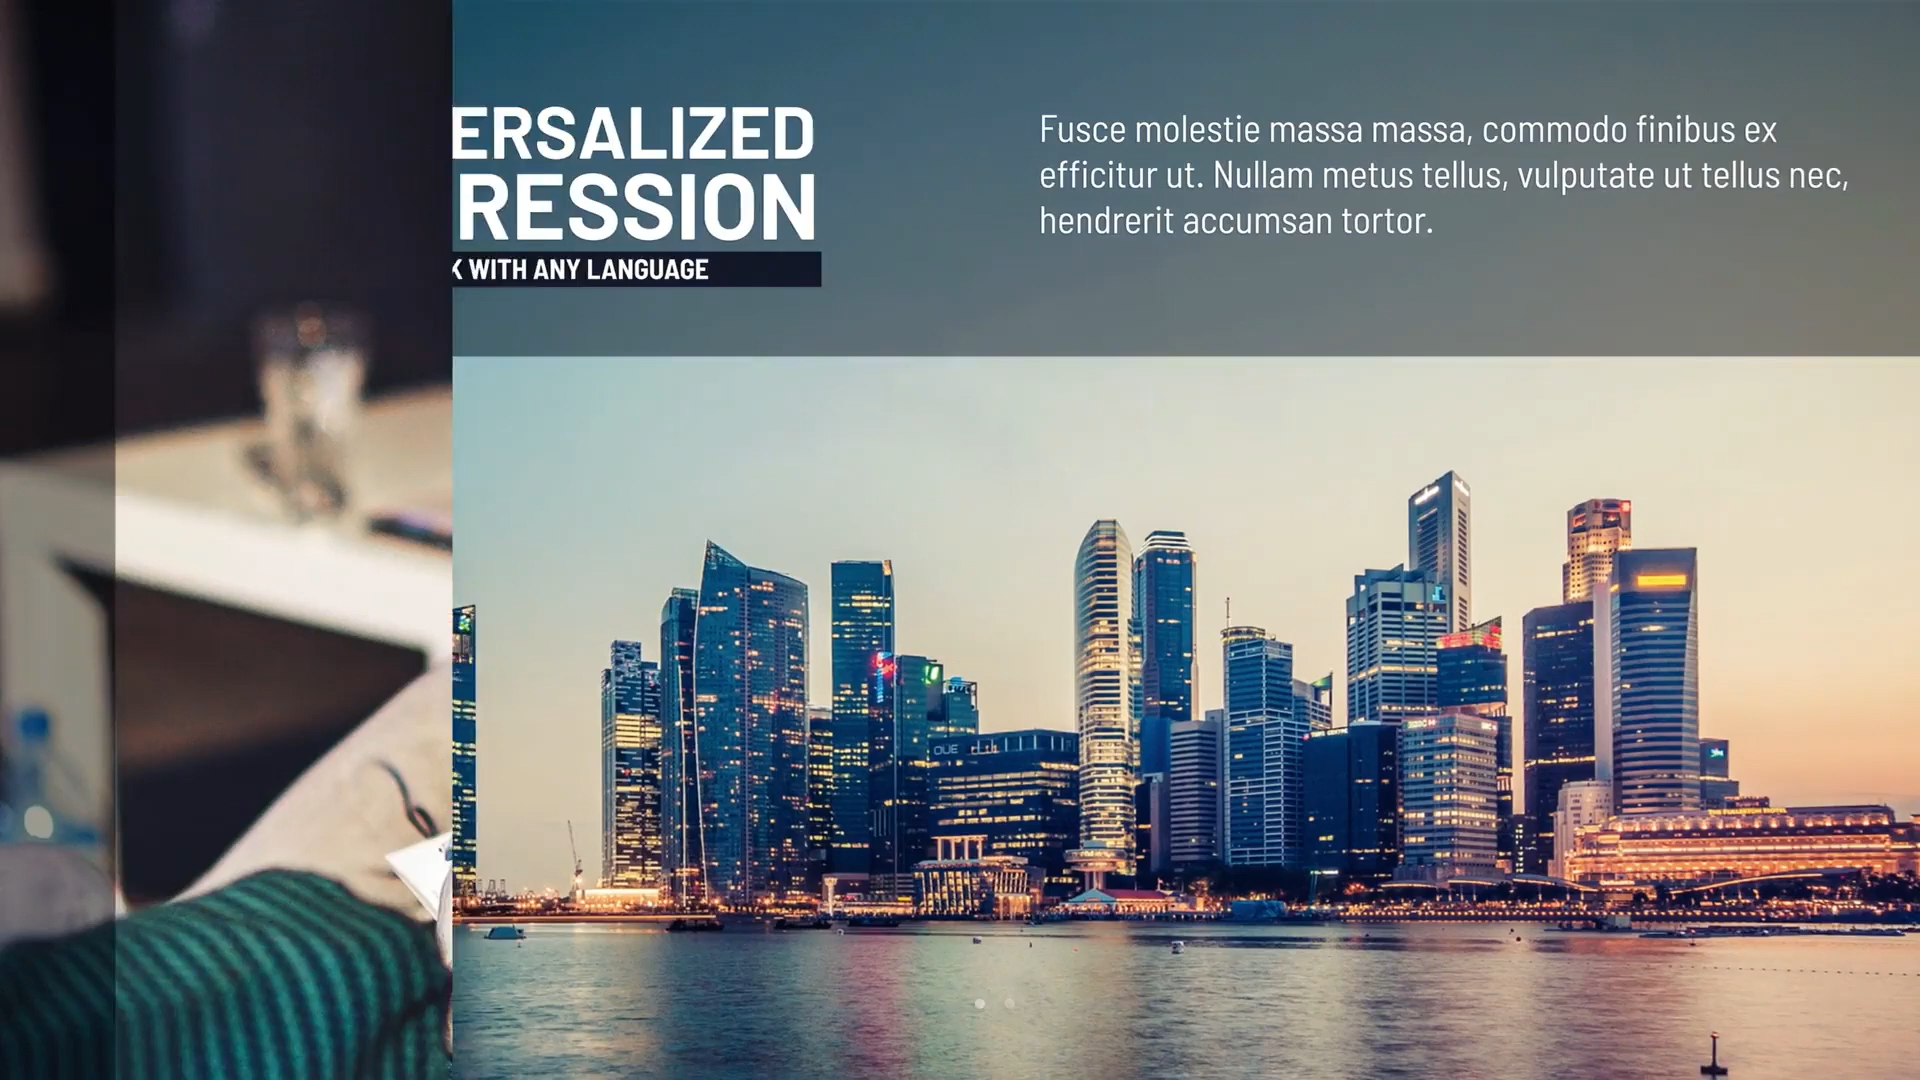 ERSALIZED
RESSION
K WITH ANY LANGUAGE
Fusce molestie massa massa, commodo finibus ex
efficitur ut. Nullam metus tellus, vulputate ut tellus nec,
hendrerit accumsan tortor.
OUE